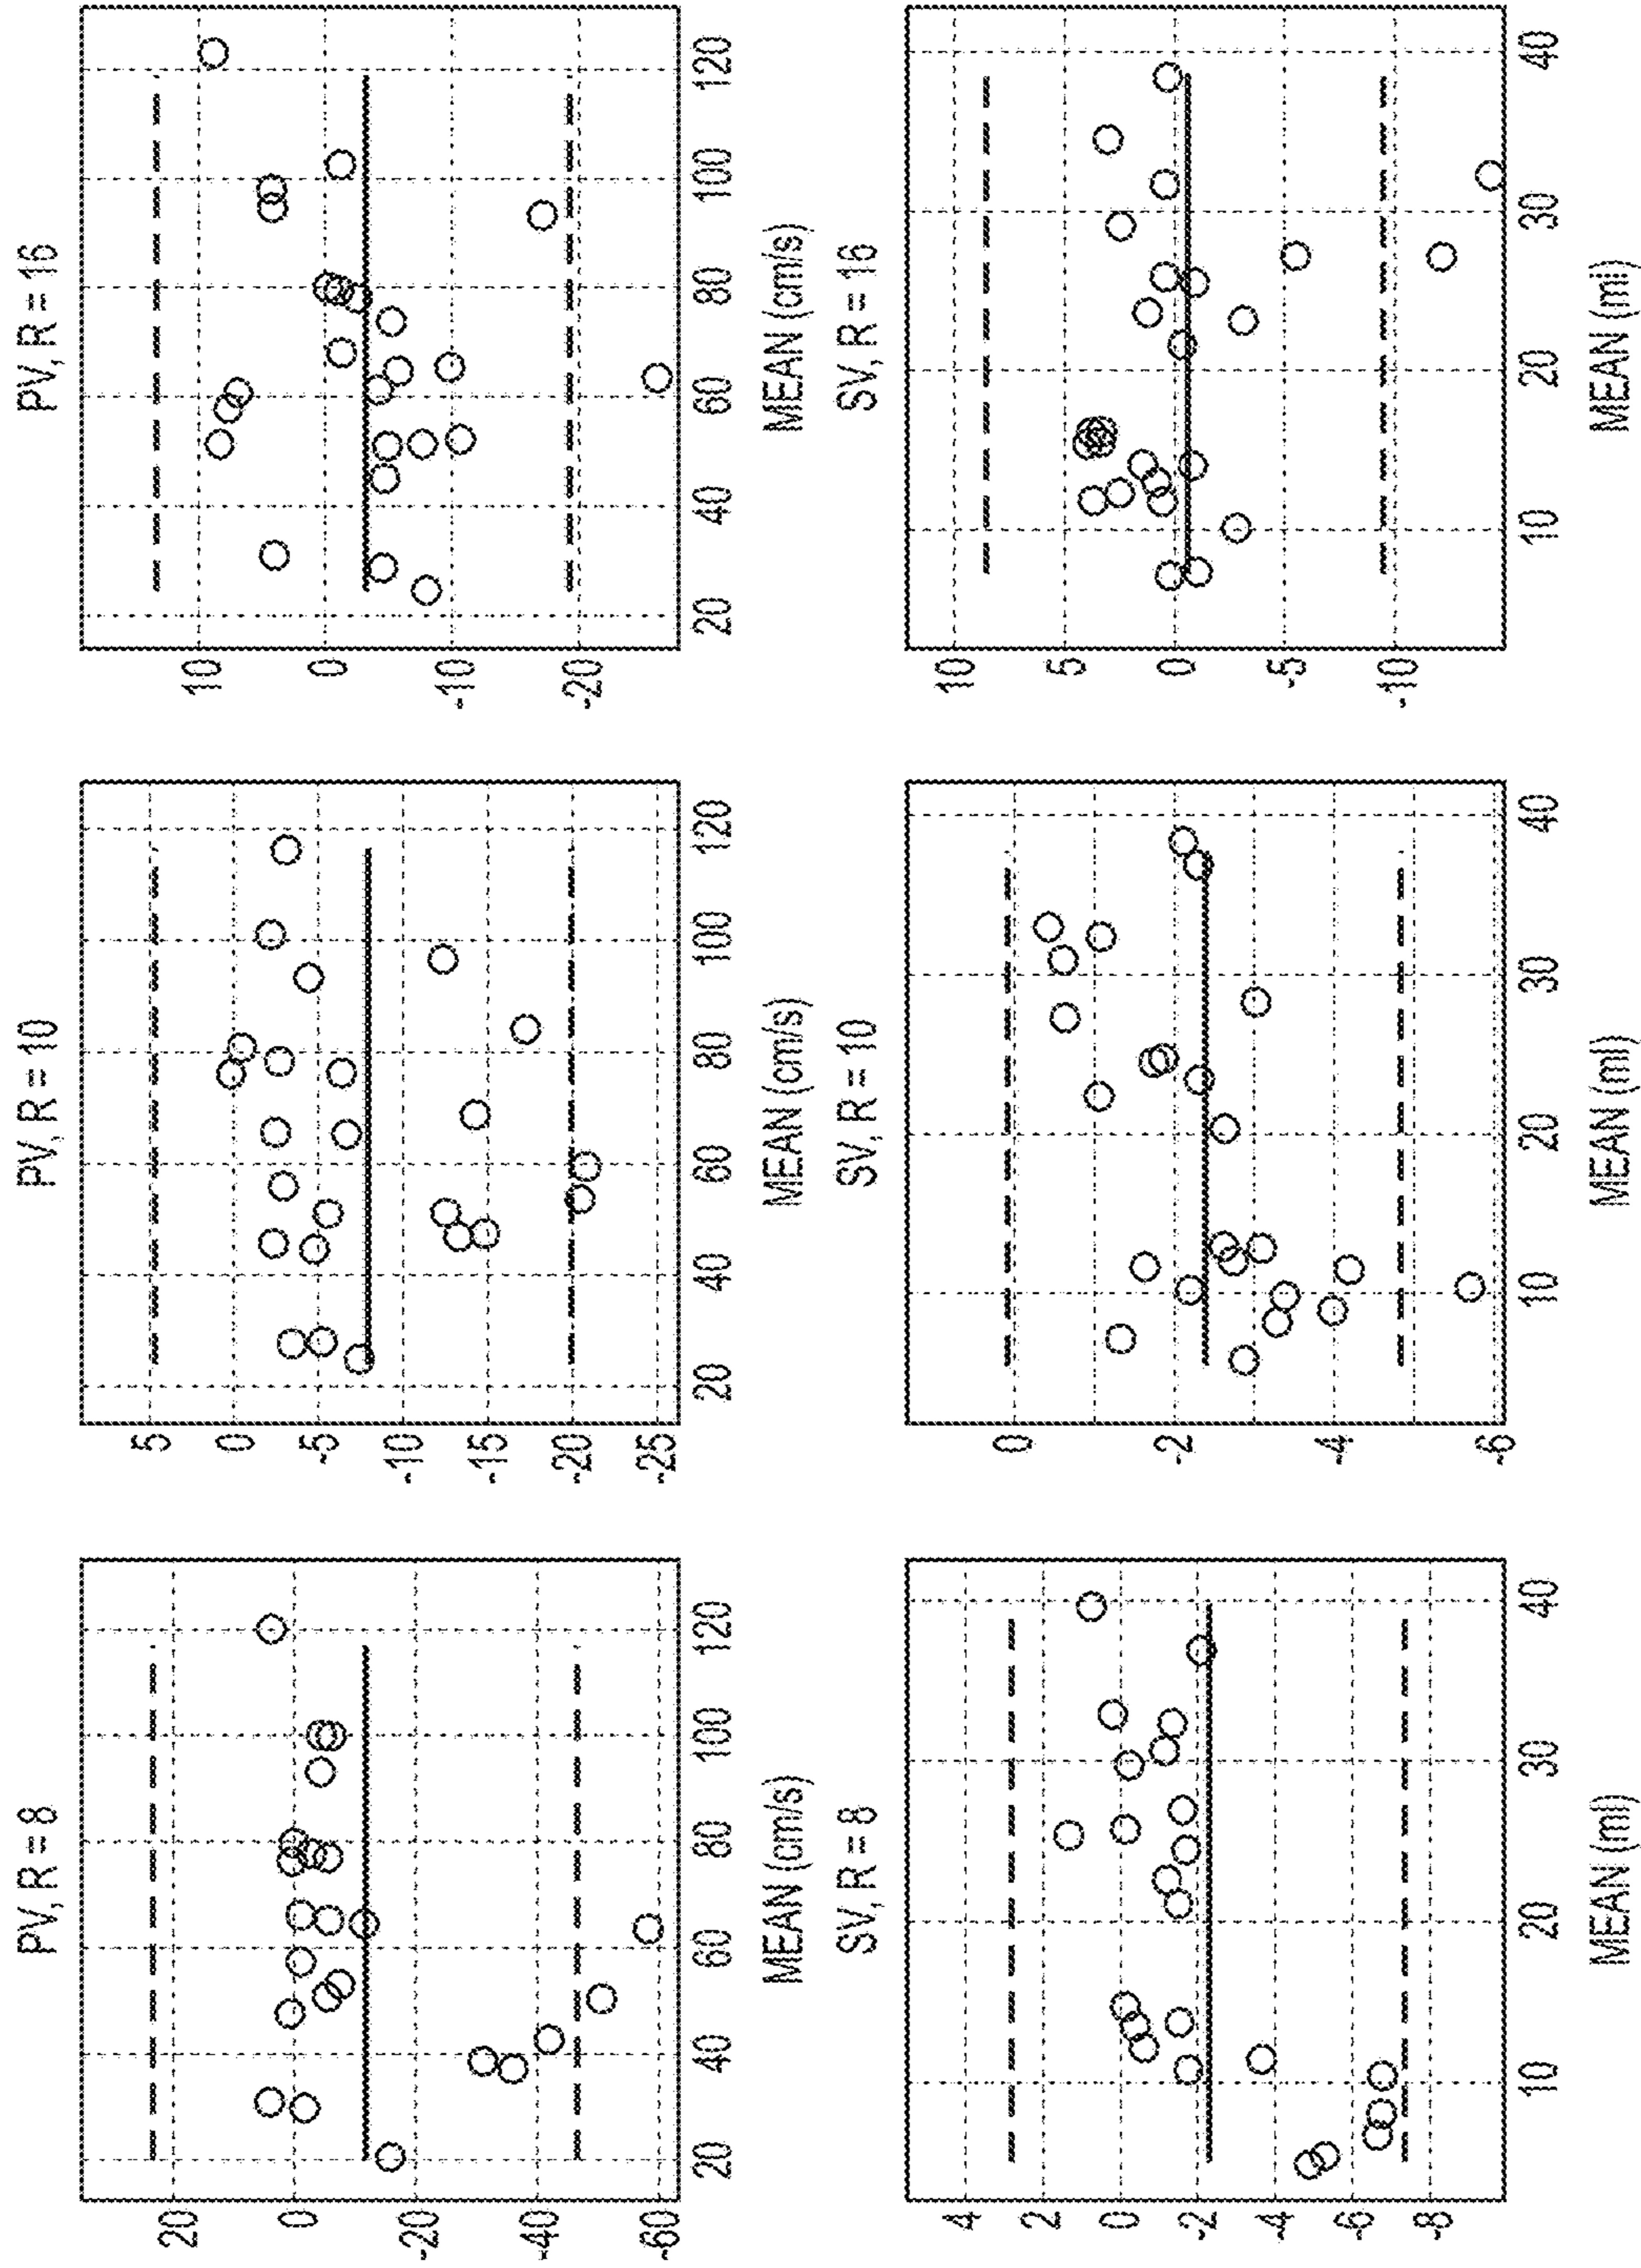 PV, R = 8
20
0
-20
-40
-60
20 40 60 80 100 120
MEAN (cm/s)
PV, R = 10
5
0
-5
-10
-15
-20
-25
20 40 60 80 100 120
MEAN (cm/s)
PV, R = 16
10
0
-10
-20
20 40 60 80 100 120
MEAN (cm/s)
SV, R = 8
4
2
0
-2
-4
-6
-8
10 20 30 40
MEAN (ml)
SV, R = 10
0
-2
-4
-6
10 20 30 40
MEAN (ml)
SV, R = 16
10
5
0
-5
-10
10 20 30 40
MEAN (ml)